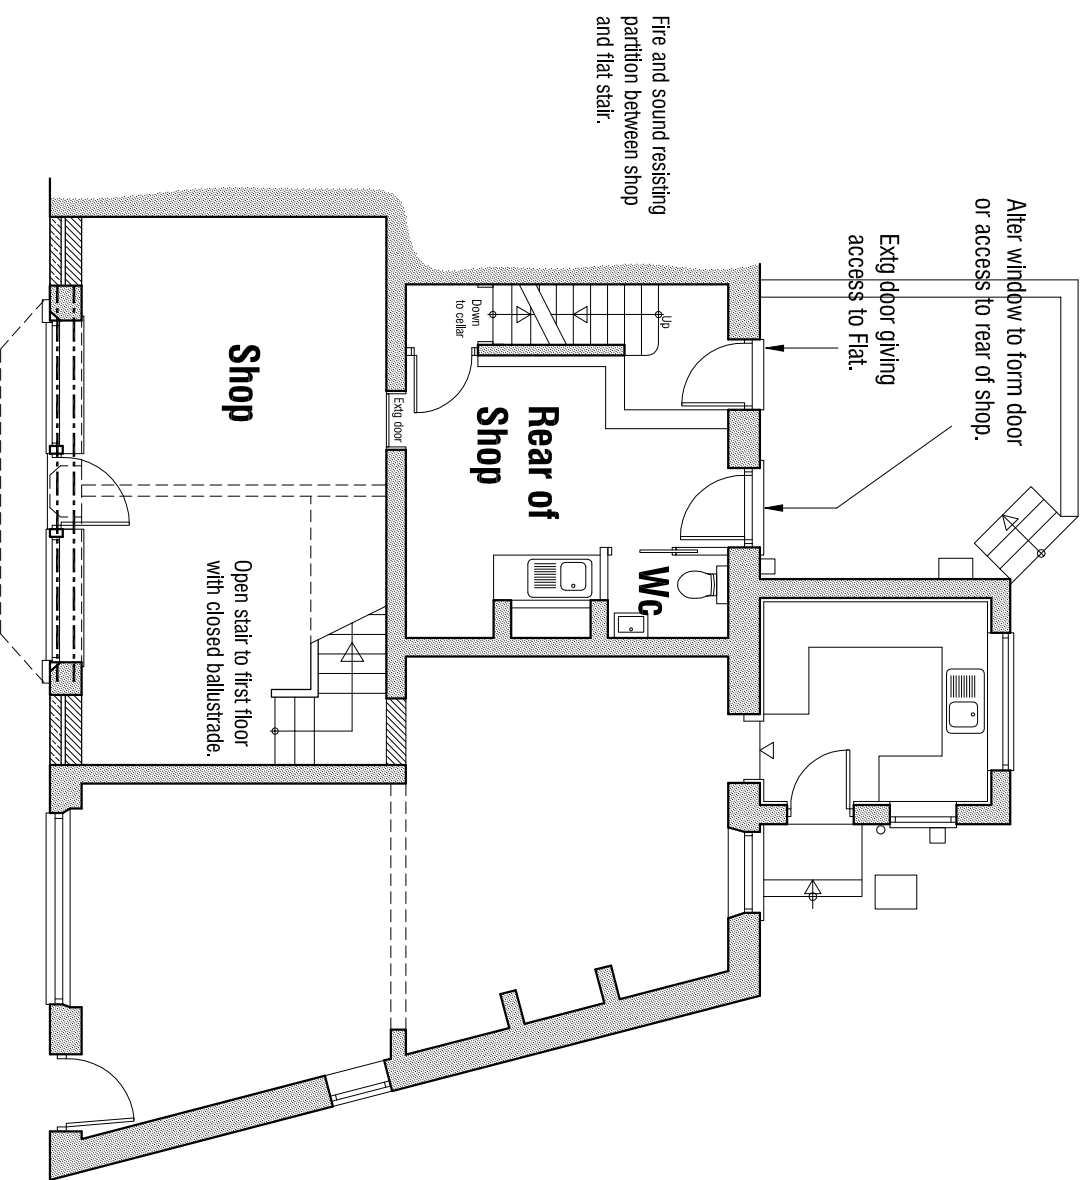 Fire and sound resisting
partition between shop
and flat stair.
Alter window to form door
or access to rear of shop.
Extg door giving
access to Flat.
Up
Down
to cellar
Extg door
Rear of
Shop
Wc
Shop
Open stair to first floor
with closed ballustrade.